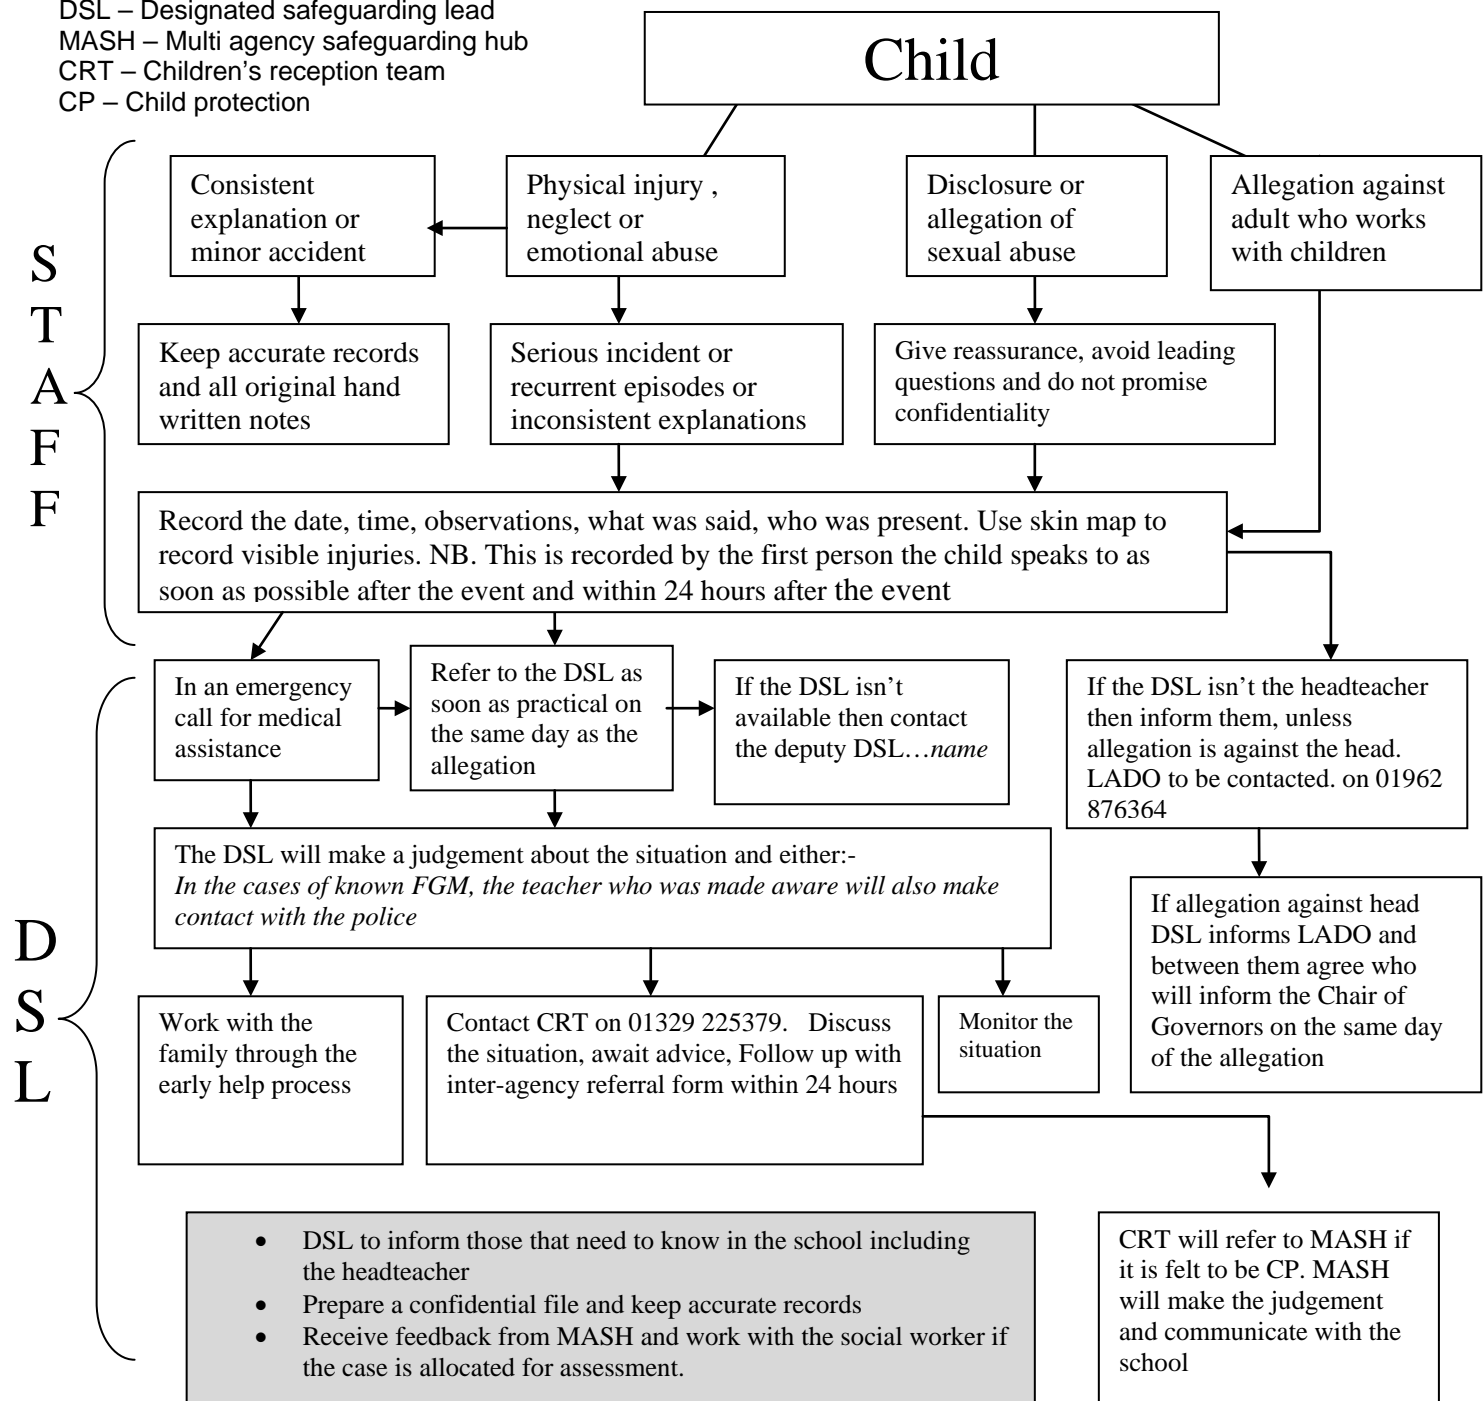 DSL – Designated safeguarding lead
MASH – Multi agency safeguarding hub
CRT – Children's reception team
CP – Child protection
Child
Consistent
explanation or
minor accident
Physical injury ,
neglect or
emotional abuse
Disclosure or
allegation of
sexual abuse
Allegation against
adult who works
with children
S
T
A
F
F
Keep accurate records
and all original hand
written notes
Serious incident or
recurrent episodes or
inconsistent explanations
Give reassurance, avoid leading
questions and do not promise
confidentiality
Record the date, time, observations, what was said, who was present. Use skin map to
record visible injuries. NB. This is recorded by the first person the child speaks to as
soon as possible after the event and within 24 hours after the event
In an emergency
call for medical
assistance
Refer to the DSL as
soon as practical on
the same day as the
allegation
If the DSL isn't
available then contact
the deputy DSL…name
If the DSL isn't the headteacher
then inform them, unless
allegation is against the head.
LADO to be contacted. on 01962
876364
The DSL will make a judgement about the situation and either:-
In the cases of known FGM, the teacher who was made aware will also make
contact with the police
If allegation against head
DSL informs LADO and
between them agree who
will inform the Chair of
Governors on the same day
of the allegation
D
S
L
Work with the
family through the
early help process
Contact CRT on 01329 225379. Discuss
the situation, await advice, Follow up with
inter-agency referral form within 24 hours
Monitor the
situation
• DSL to inform those that need to know in the school including
the headteacher
• Prepare a confidential file and keep accurate records
• Receive feedback from MASH and work with the social worker if
the case is allocated for assessment.
CRT will refer to MASH if
it is felt to be CP. MASH
will make the judgement
and communicate with the
school